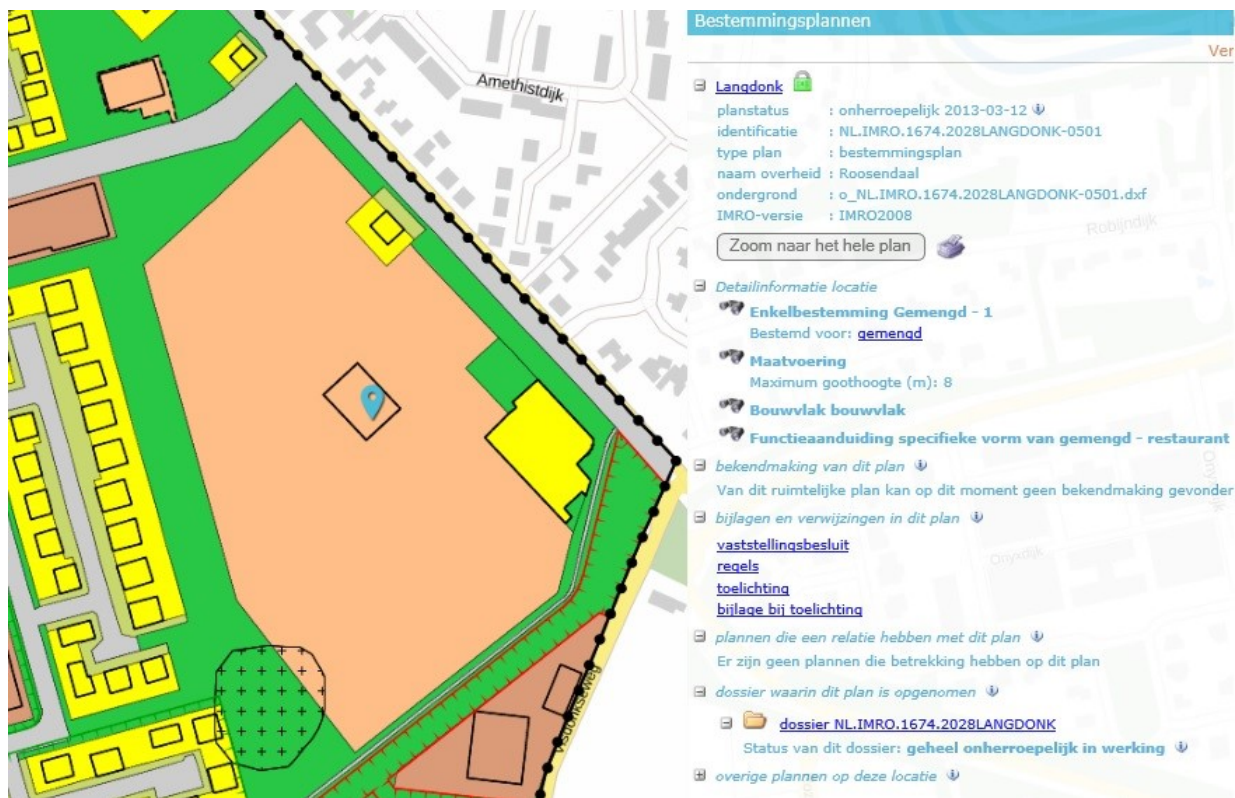 Amethistdijk
Visdonkseweg
Bestemmingsplannen
Ver
Langdonk
planstatus : onherroepelijk 2013-03-12
identificatie : NL.IMRO.1674.2028LANGDONK-0501
type plan : bestemmingsplan
naam overheid : Roosendaal
ondergrond : o_NL.IMRO.1674.2028LANGDONK-0501.dxf
IMRO-versie : IMRO2008
Robijndijk
Zoom naar het hele plan
Detailinformatie locatie
Enkelbestemming Gemengd - 1
Bestemd voor: gemengd
Maatvoering
Maximum goothoogte (m): 8
Bouwvlak bouwvlak
Functieaanduiding specifieke vorm van gemengd - restaurant
bekendmaking van dit plan
Van dit ruimtelijke plan kan op dit moment geen bekendmaking gevonder
Onyxdijk
bijlagen en verwijzingen in dit plan
vaststellingsbesluit
Onyxdijk
regels
toelichting
bijlage bij toelichting
plannen die een relatie hebben met dit plan
Er zijn geen plannen die betrekking hebben op dit plan
dossier waarin dit plan is opgenomen
dossier NL.IMRO.1674.2028LANGDONK
Status van dit dossier: geheel onherroepelijk in werking
overige plannen op deze locatie